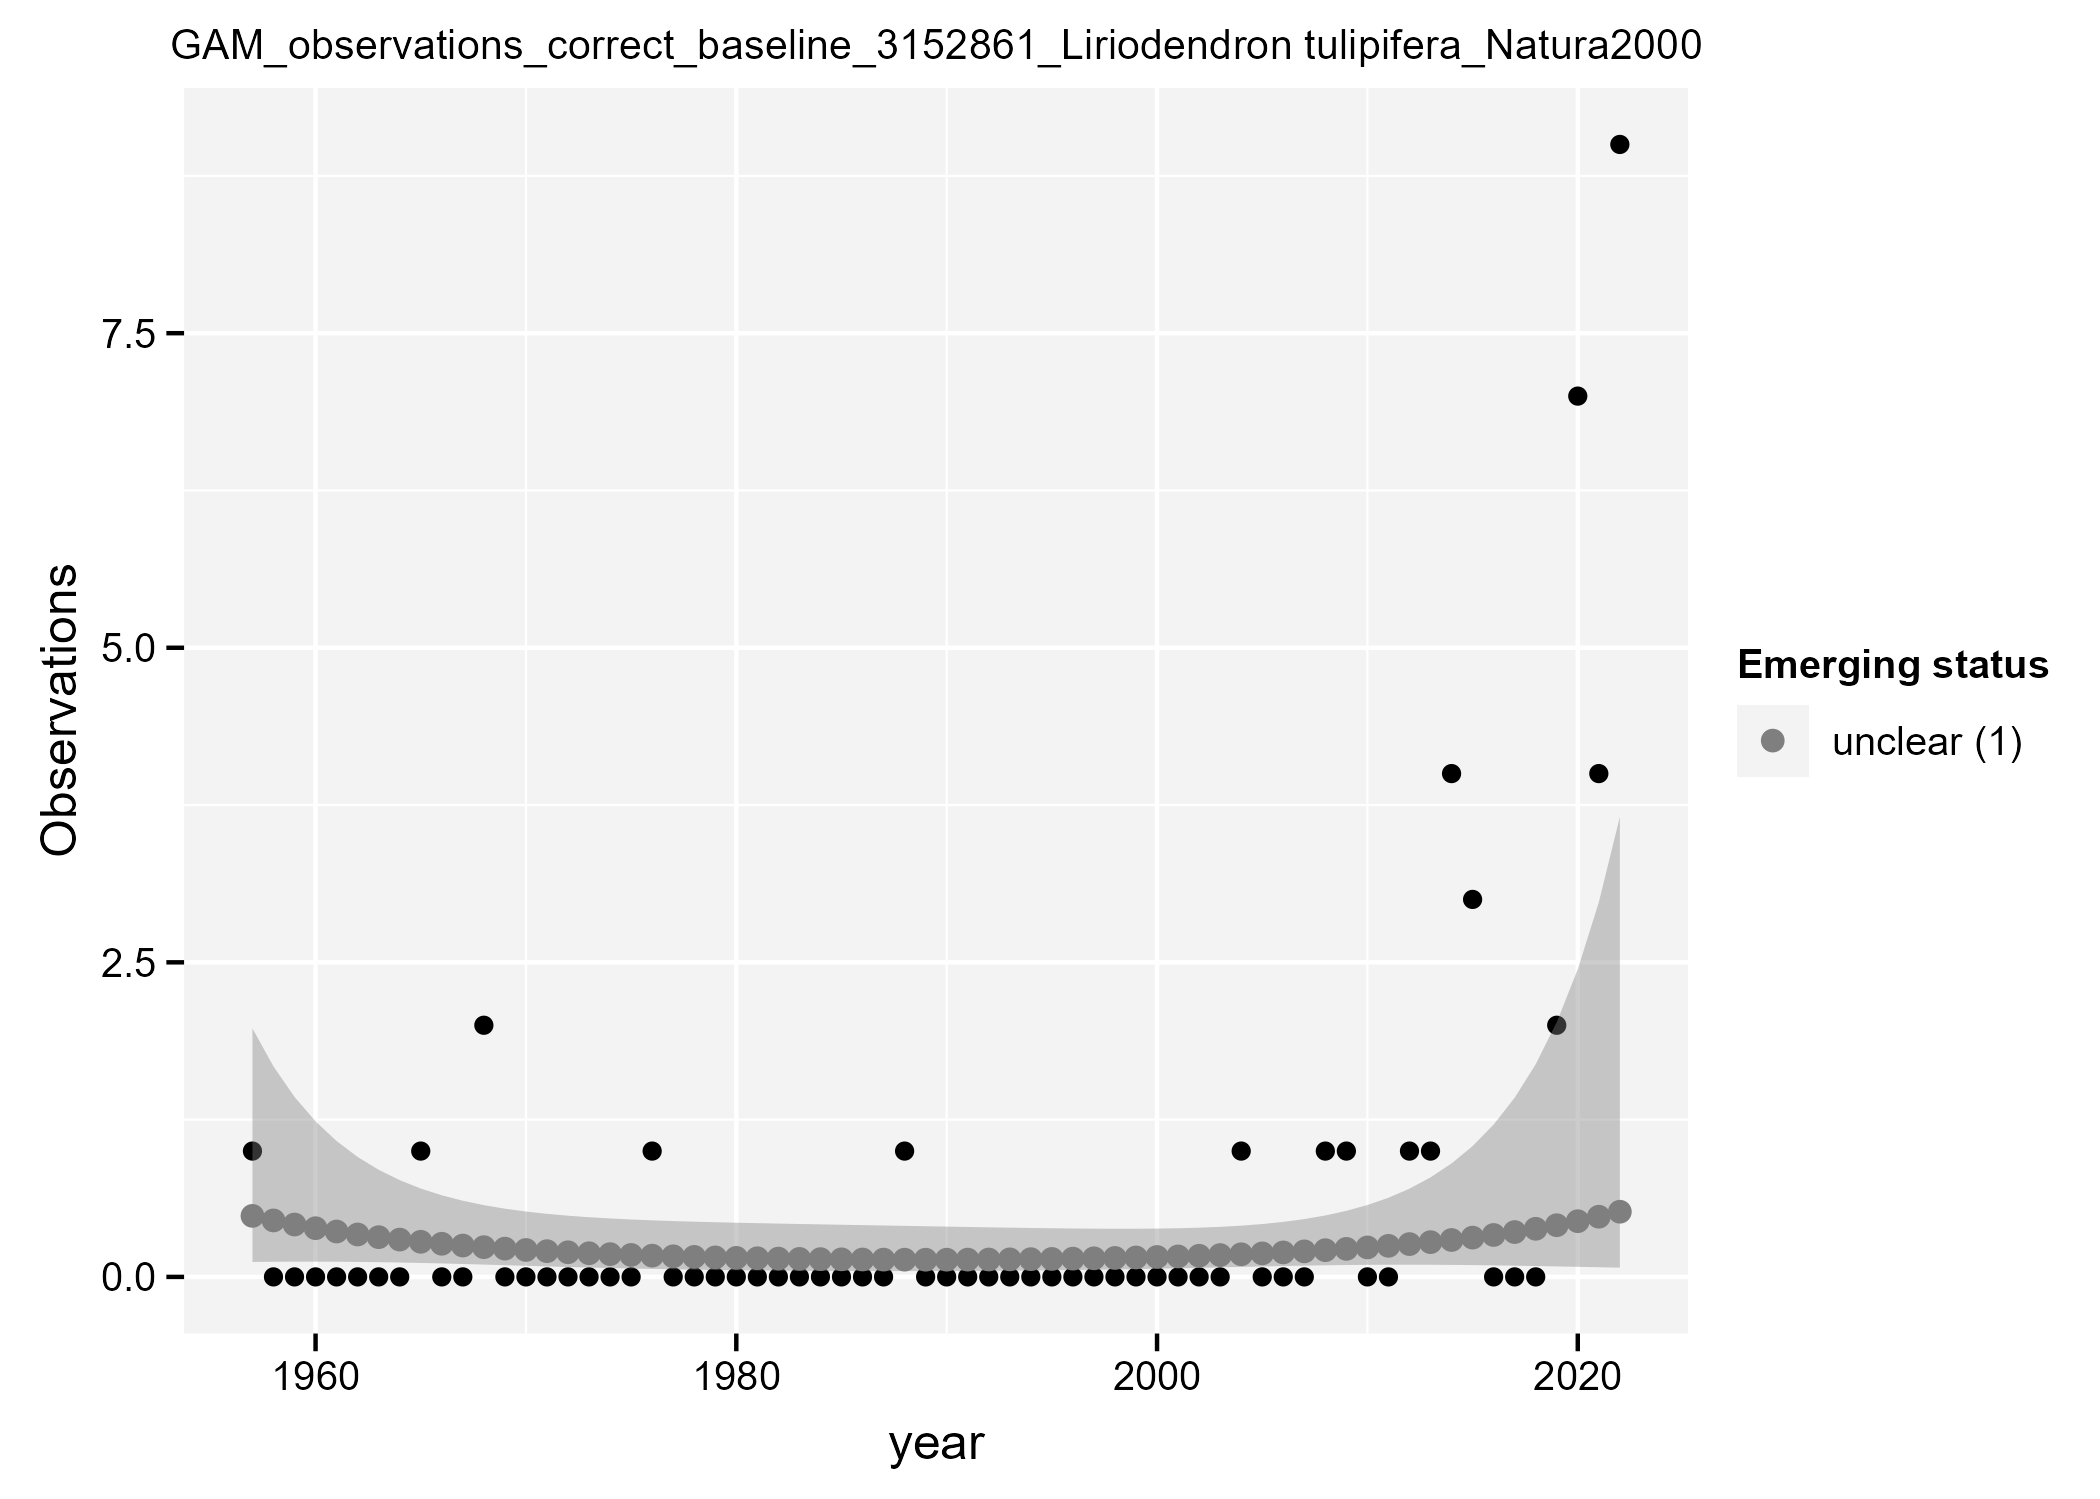 GAM_observations_correct_baseline_3152861_Liriodendron tulipifera_Natura2000
Observations
7.5
5.0
2.5
0.0
1960
1980
2000
2020
year
Emerging status
unclear (1)